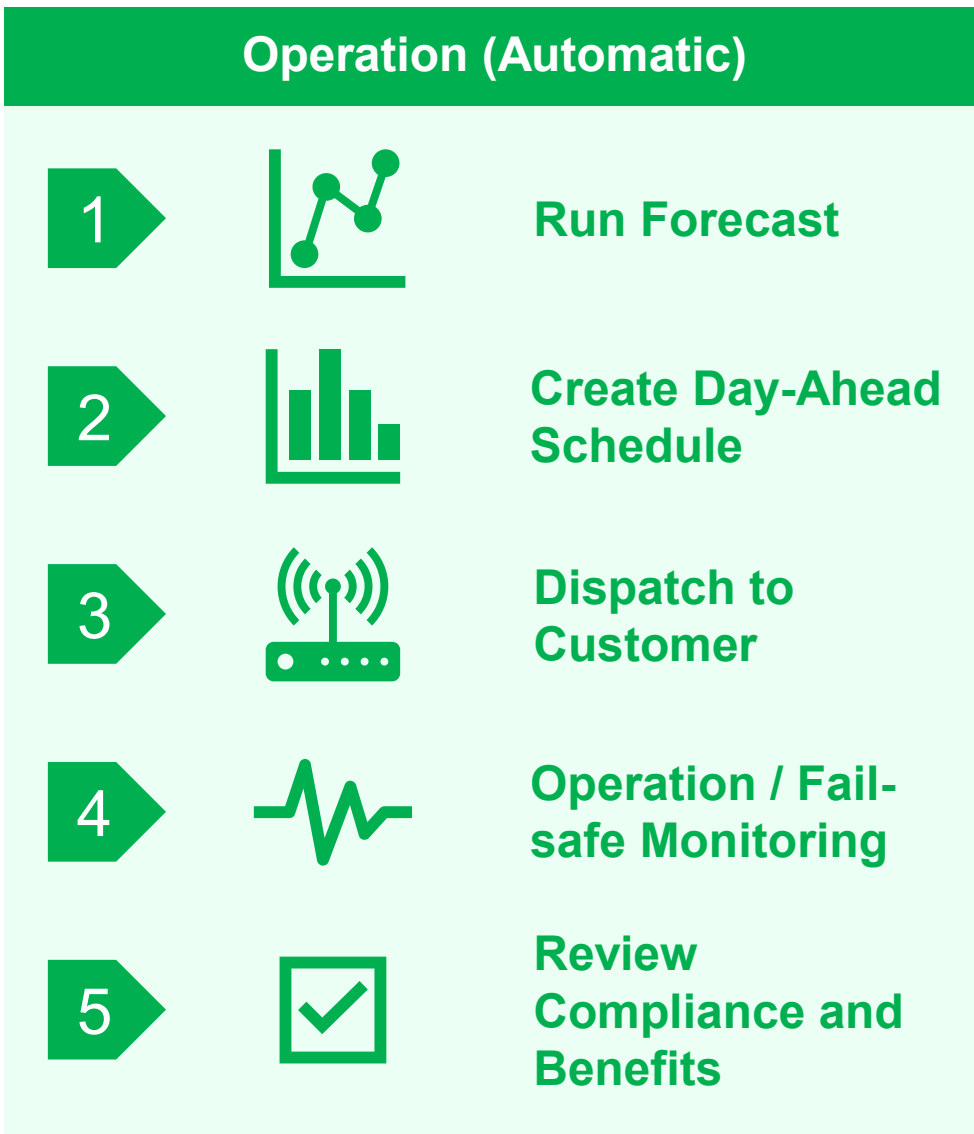 Operation (Automatic)
1
Run Forecast
2
Create Day-Ahead
Schedule
3
Dispatch to
Customer
4
Operation / Fail-
safe Monitoring
5
Review
Compliance and
Benefits